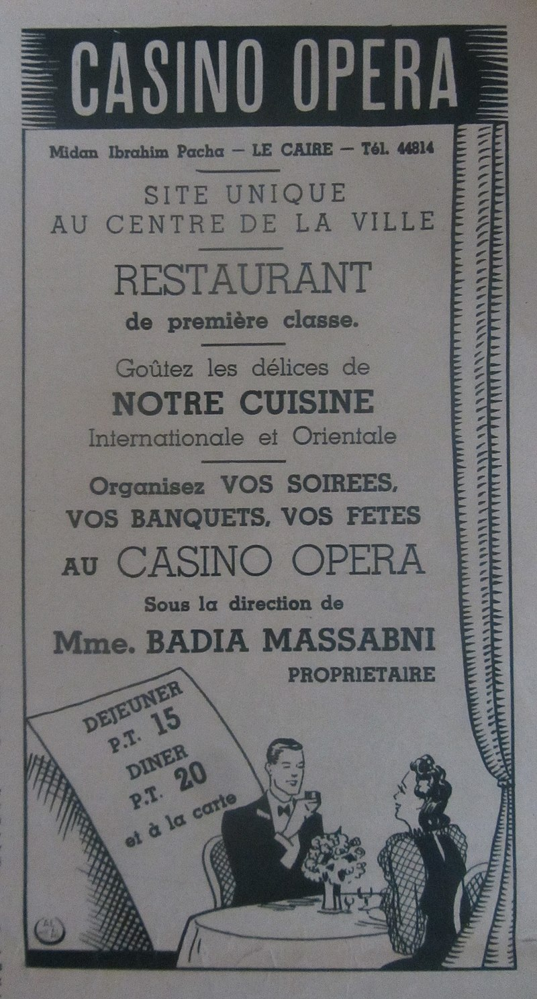 CASINO OPERA
Midan Ibrahim Pacha — LE CAIRE — Tél. 44814
SITE UNIQUE
AU CENTRE DE LA VILLE
RESTAURANT
de première classe.
Goûtez les délices de
NOTRE CUISINE
Internationale et Orientale
Organisez VOS SOIREES,
VOS BANQUETS, VOS FETES
AU CASINO OPERA
Sous la direction de
Mme. BADIA MASSABNI
PROPRIETAIRE
DEJEUNER
P.T. 15
DINER
P.T. 20
et à la carte